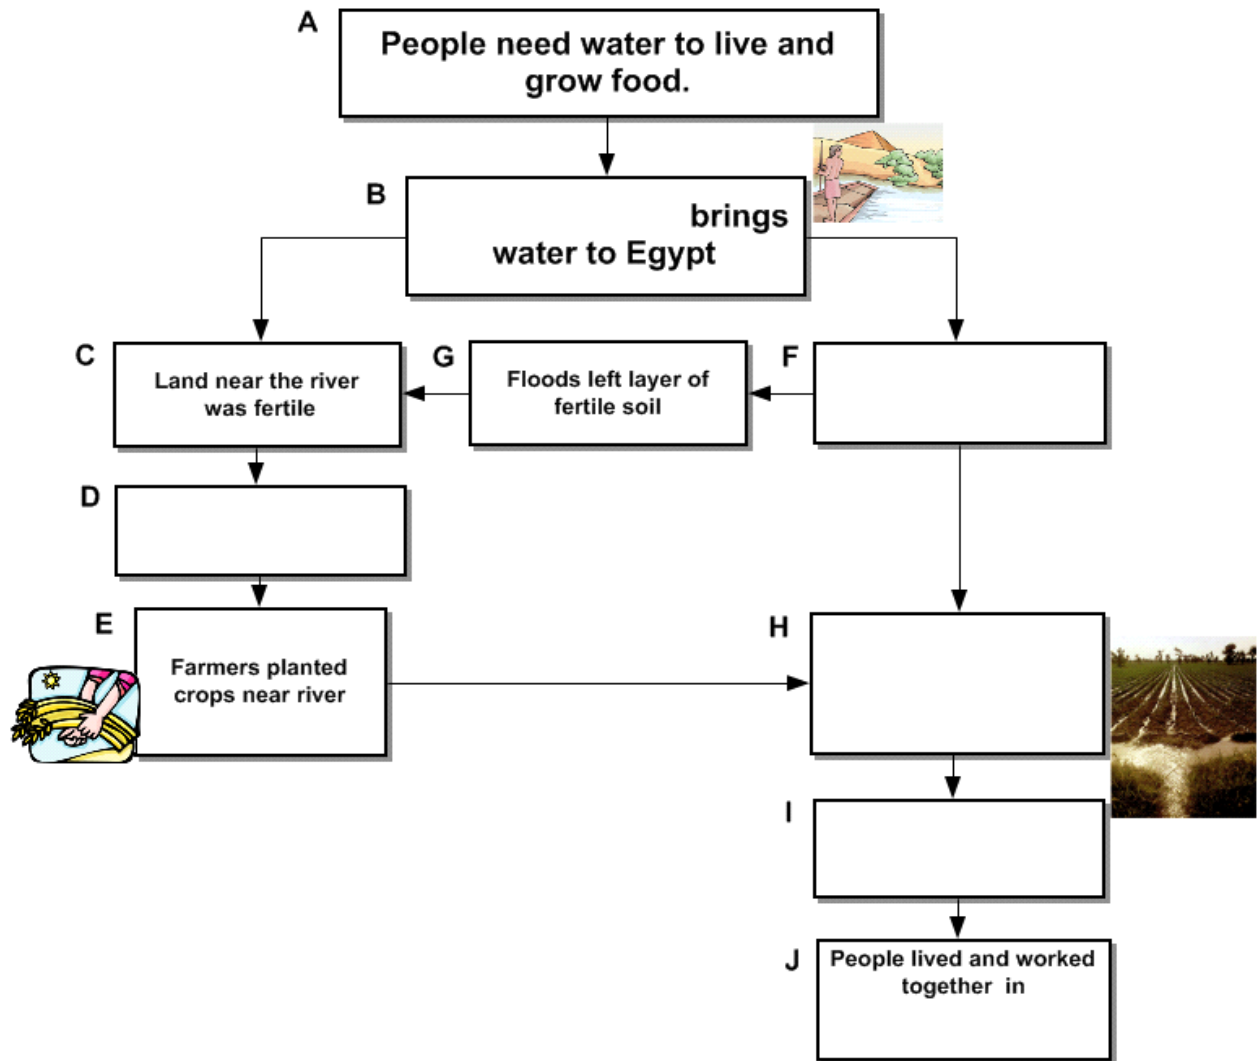 A
People need water to live and
grow food.
B
brings
water to Egypt
C
Land near the river
was fertile
G
Floods left layer of
fertile soil
F
D
E
Farmers planted
crops near river
H
I
J
People lived and worked
together in